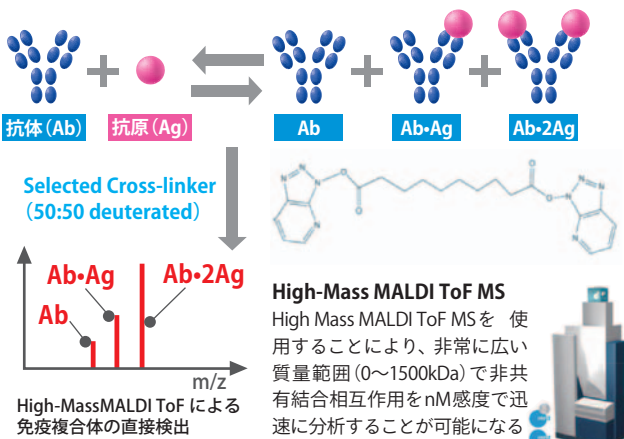 抗体（Ab）
抗原（Ag）
Ab
Ab•Ag
Ab•2Ag
Selected Cross-linker
（50:50 deuterated）
Ab•Ag
Ab•2Ag
Ab
m/z
High-MassMALDI ToF による
免疫複合体の直接検出
N
N
N
O
O
O
O
N
N
N
N
N
High-Mass MALDI ToF MS
High Mass MALDI ToF MSを 使
用することにより、非常に広い
質量範囲（0〜1500kDa）で非共
有結合相互作用をnM感度で迅
速に分析することが可能になる